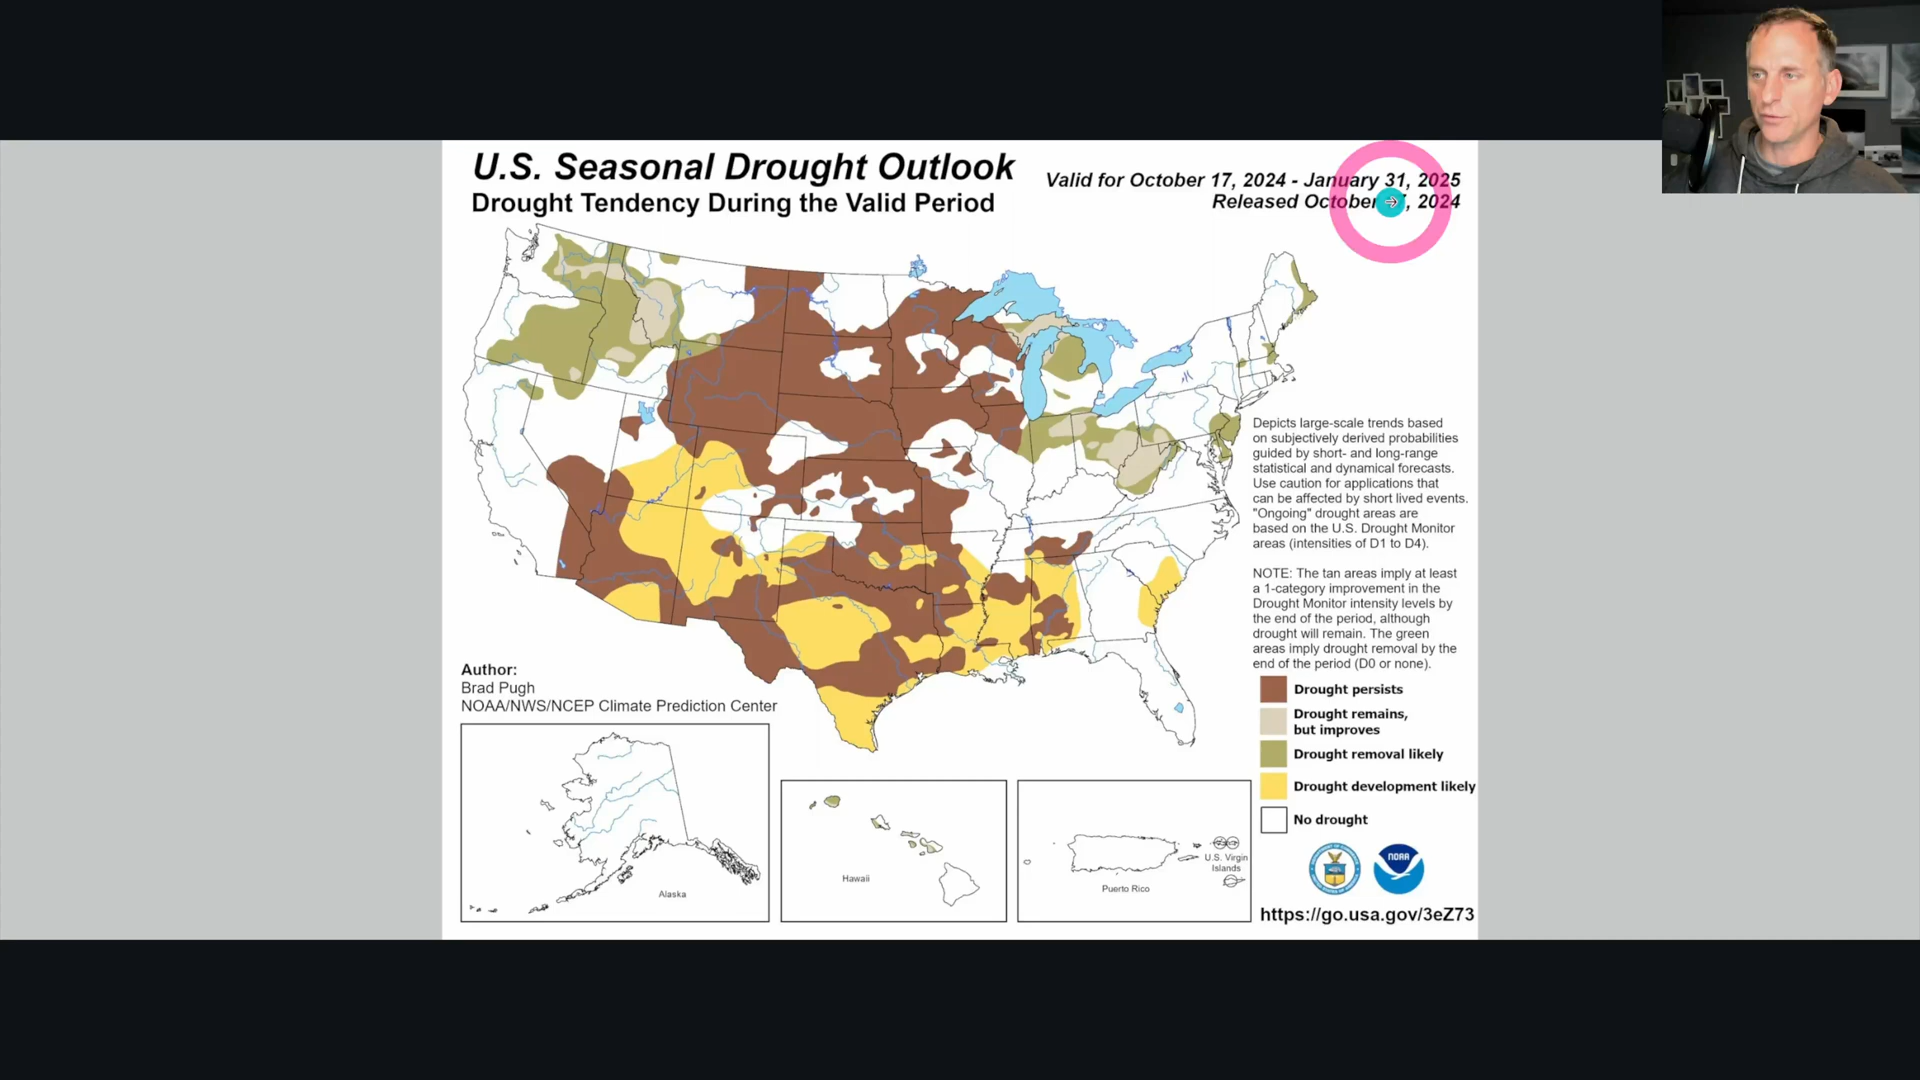 U.S. Seasonal Drought Outlook
Drought Tendency During the Valid Period
Valid for October 17, 2024 - January 31, 2025
Released October , 2024
Depicts large-scale trends based
on subjectively derived probabilities
guided by short- and long-range
statistical and dynamical forecasts.
Use caution for applications that
can be affected by short lived events.
"Ongoing" drought areas are
based on the U.S. Drought Monitor
areas (intensities of D1 to D4).
NOTE: The tan areas imply at least
a 1-category improvement in the
Drought Monitor intensity levels by
the end of the period, although
drought will remain. The green
areas imply drought removal by the
end of the period (D0 or none).
Author:
Brad Pugh
NOAA/NWS/NCEP Climate Prediction Center
Drought persists
Drought remains,
but improves
Drought removal likely
Drought development likely
No drought
Alaska
Hawaii
Puerto Rico
U.S. Virgin
Islands
NOAA
https://go.usa.gov/3eZ73